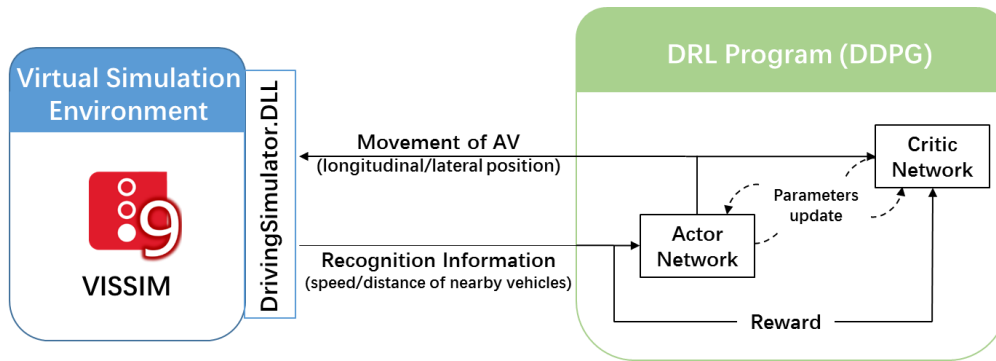 Virtual Simulation
Environment
9
VISSIM
DrivingSimulator.DLL
Movement of AV
(longitudinal/lateral position)
Recognition Information
(speed/distance of nearby vehicles)
DRL Program (DDPG)
Critic
Network
Parameters
update
Actor
Network
Reward